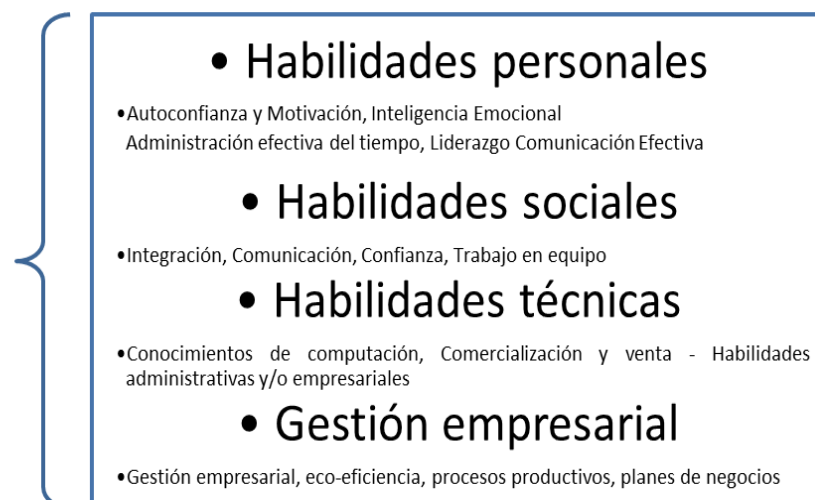 • Habilidades personales
•Autoconfianza y Motivación, Inteligencia Emocional
Administración efectiva del tiempo, Liderazgo Comunicación Efectiva
• Habilidades sociales
•Integración, Comunicación, Confianza, Trabajo en equipo
• Habilidades técnicas
•Conocimientos de computación, Comercialización y venta - Habilidades
administrativas y/o empresariales
• Gestión empresarial
•Gestión empresarial, eco-eficiencia, procesos productivos, planes de negocios